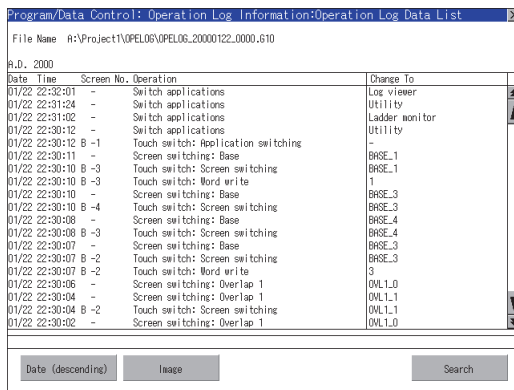 Program/Data Control: Operation Log Information:Operation Log Data List
File Name A:\Project1\OPELOG\OPELOG_20000122_0000.G10
A.D. 2000
Date Time Screen No. Operation Change To
01/22 22:32:01 - Switch applications Log viewer
01/22 22:31:24 - Switch applications Utility
01/22 22:31:02 - Switch applications Ladder monitor
01/22 22:30:12 - Switch applications Utility
01/22 22:30:12 B -1 Touch switch: Application switching -
01/22 22:30:11 - Screen switching: Base BASE_1
01/22 22:30:10 B -3 Touch switch: Screen switching BASE_1
01/22 22:30:10 B -3 Touch switch: Word write 1
01/22 22:30:10 - Screen switching: Base BASE_3
01/22 22:30:10 B -4 Touch switch: Screen switching BASE_3
01/22 22:30:08 - Screen switching: Base BASE_4
01/22 22:30:08 B -3 Touch switch: Screen switching BASE_4
01/22 22:30:07 - Screen switching: Base BASE_3
01/22 22:30:07 B -2 Touch switch: Screen switching BASE_3
01/22 22:30:07 B -2 Touch switch: Word write 3
01/22 22:30:06 - Screen switching: Overlap 1 OVL1_0
01/22 22:30:04 - Screen switching: Overlap 1 OVL1_1
01/22 22:30:04 B -2 Touch switch: Screen switching OVL1_1
01/22 22:30:02 - Screen switching: Overlap 1 OVL1_0
Date (descending) Image Search